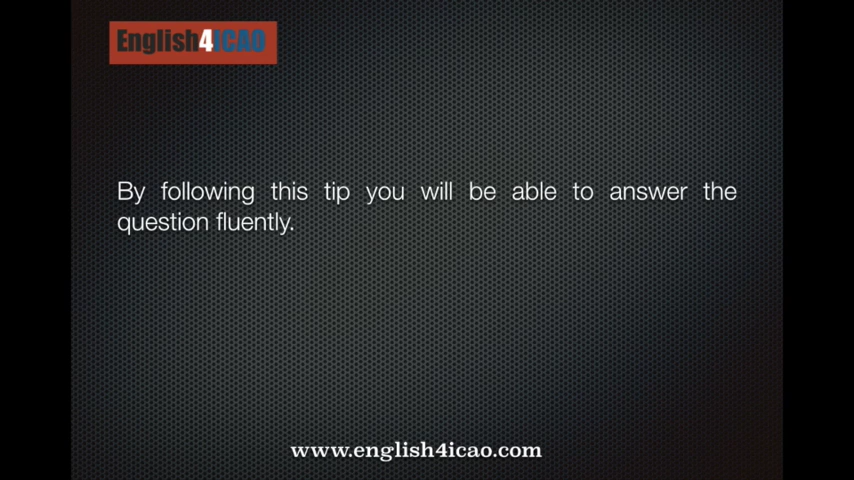 English4ICAO
By following this tip you will be able to answer the
question fluently.
www.english4icao.com